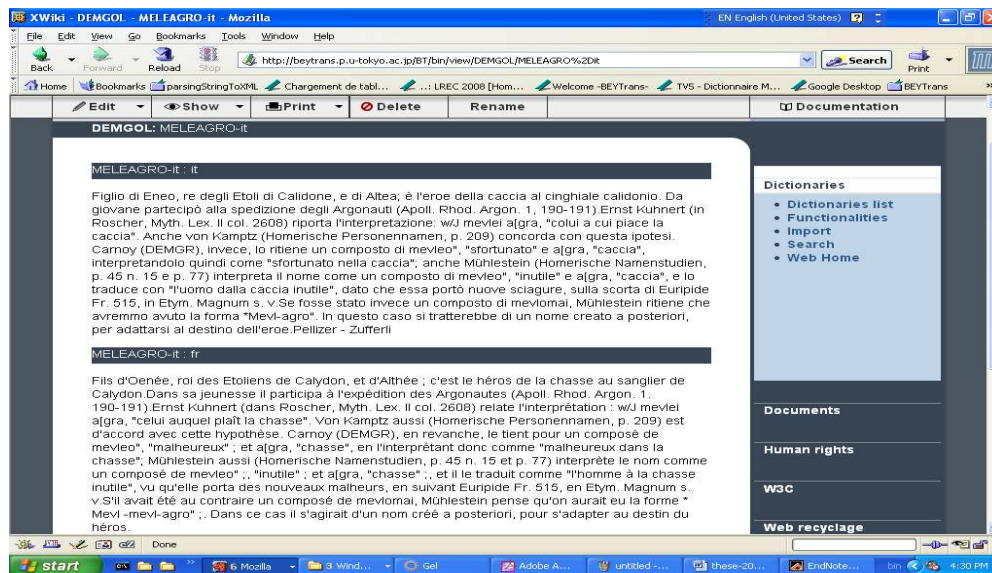 XWiki - DEMGOL - MELEAGRO-it - Mozilla
EN English (United States)
File Edit View Go Bookmarks Tools Window Help
Back Forward Reload Stop http://beytrans.p.u-tokyo.ac.jp/BT/bin/view/DEMGOL/MELEAGRO%2Dit Search Print
Home Bookmarks parsingStringToXML Chargement de tabl... ..: LREC 2008 [Hom... Welcome -BEYTrans- TV5 - Dictionnaire M... Google Desktop BEYTrans
Edit Show Print Delete Rename Documentation
DEMGOL: MELEAGRO-it
MELEAGRO-it : it
Figlio di Eneo, re degli Etoli di Calidone, e di Altea; è l'eroe della caccia al cinghiale calidonio. Da
giovane partecipò alla spedizione degli Argonauti (Apoll. Rhod. Argon. 1, 190-191).Ernst Kuhnert (in
Roscher, Myth. Lex. II col. 2608) riporta l'interpretazione: w/J mevlei a[gra, "colui a cui piace la
caccia". Anche von Kamptz (Homerische Personennamen, p. 209) concorda con questa ipotesi.
Carnoy (DEMGR), invece, lo ritiene un composto di mevleo", "sfortunato" e a[gra, "caccia",
interpretandolo quindi come "sfortunato nella caccia"; anche Mühlestein (Homerische Namenstudien,
p. 45 n. 15 e p. 77) interpreta il nome come un composto di mevleo", "inutile" e a[gra, "caccia", e lo
traduce con "l'uomo dalla caccia inutile", dato che essa portò nuove sciagure, sulla scorta di Euripide
Fr. 515, in Etym. Magnum s. v.Se fosse stato invece un composto di mevlomai, Mühlestein ritiene che
avremmo avuto la forma *Mevl-agro". In questo caso si tratterebbe di un nome creato a posteriori,
per adattarsi al destino dell'eroe.Pellizer - Zufferli
MELEAGRO-it : fr
Fils d'Oenée, roi des Etoliens de Calydon, et d'Althée ; c'est le héros de la chasse au sanglier de
Calydon.Dans sa jeunesse il participa à l'expédition des Argonautes (Apoll. Rhod. Argon. 1.
190-191).Ernst Kuhnert (dans Roscher, Myth. Lex. II col. 2608) relate l'interprétation : w/J mevlei
a[gra, "celui auquel plaît la chasse". Von Kamptz aussi (Homerische Personennamen, p. 209) est
d'accord avec cette hypothèse. Carnoy (DEMGR), en revanche, le tient pour un composé de
mevleo", "malheureux" ; et a[gra, "chasse", en l'interprétant donc comme "malheureux dans la
chasse"; Mühlestein aussi (Homerische Namenstudien, p. 45 n. 15 et p. 77) interprète le nom comme
un composé de mevleo" ;, "inutile" ; et a[gra, "chasse" ;, et il le traduit comme "l'homme à la chasse
inutile", vu qu'elle porta des nouveaux malheurs, en suivant Euripide Fr. 515, en Etym. Magnum s.
v.S'il avait été au contraire un composé de mevlomai, Mühlestein pense qu'on aurait eu la forme *
Mevl -mevl-agro" ;. Dans ce cas il s'agirait d'un nom créé a posteriori, pour s'adapter au destin du
héros.
Dictionaries
Dictionaries list
Functionalities
Import
Search
Web Home
Documents
Human rights
W3C
Web recyclage
Done
start 6 Mozilla 3 Wind... Gel Adobe A... untitled -... these-20... EndNote... bin 4:30 PM